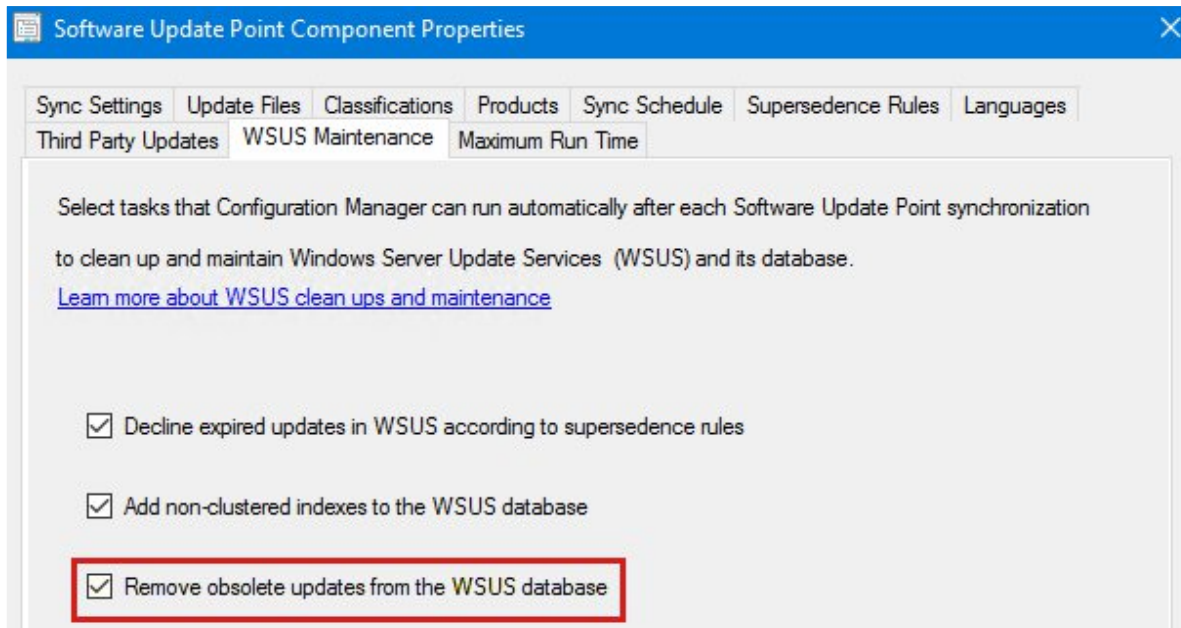 Software Update Point Component Properties
Sync Settings Update Files Classifications Products Sync Schedule Supersedence Rules Languages
Third Party Updates WSUS Maintenance Maximum Run Time
Select tasks that Configuration Manager can run automatically after each Software Update Point synchronization
to clean up and maintain Windows Server Update Services (WSUS) and its database.
Learn more about WSUS clean ups and maintenance
Decline expired updates in WSUS according to supersedence rules
Add non-clustered indexes to the WSUS database
Remove obsolete updates from the WSUS database